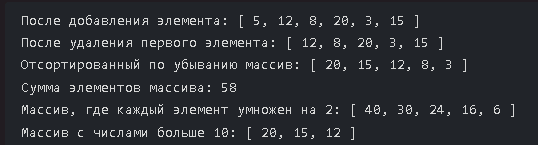 После добавления элемента: [ 5, 12, 8, 20, 3, 15 ]
После удаления первого элемента: [ 12, 8, 20, 3, 15 ]
Отсортированный по убыванию массив: [ 20, 15, 12, 8, 3 ]
Сумма элементов массива: 58
Массив, где каждый элемент умножен на 2: [ 40, 30, 24, 16, 6 ]
Массив с числами больше 10: [ 20, 15, 12 ]